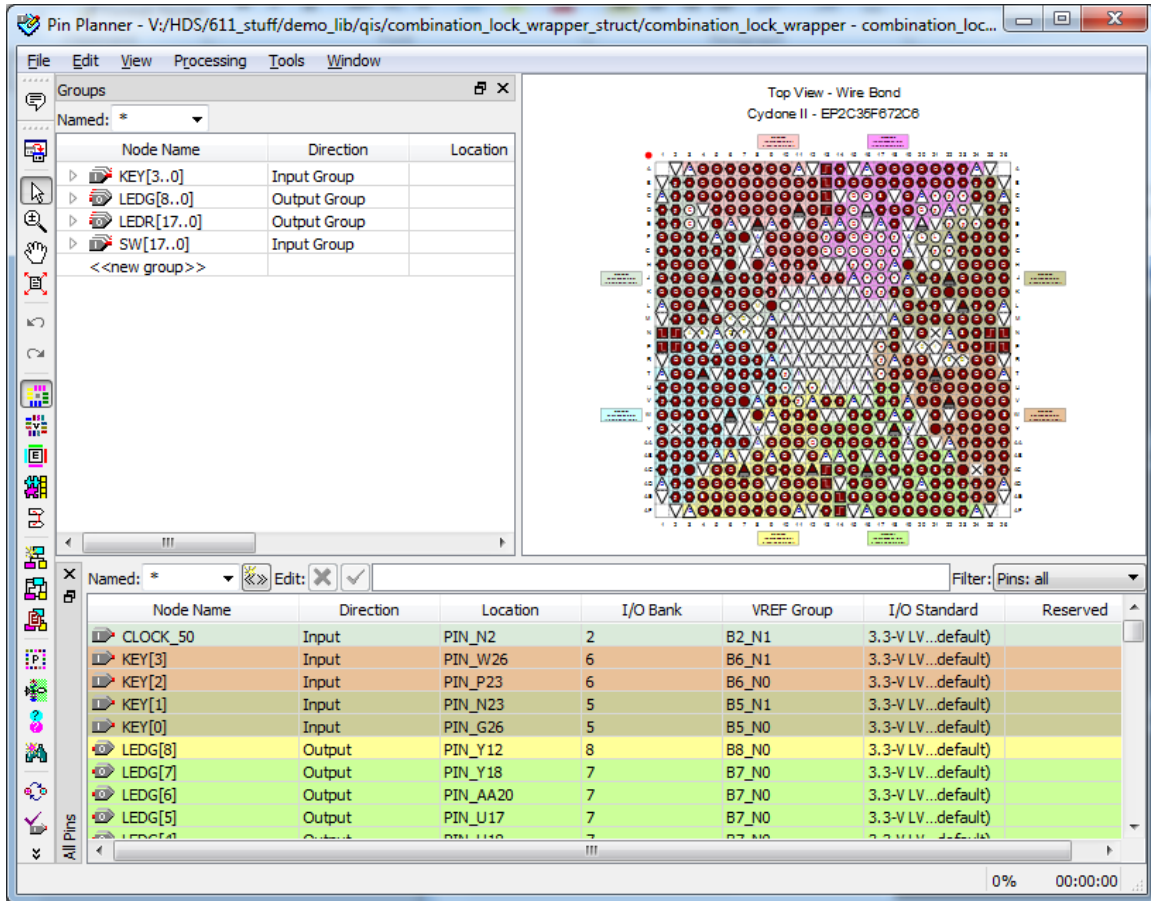 Pin Planner - V:/HDS/611_stuff/demo_lib/qis/combination_lock_wrapper_struct/combination_lock_wrapper - combination_loc...
File Edit View Processing Tools Window
Groups
Named: *
Node Name Direction Location
KEY[3..0] Input Group
LEDG[8..0] Output Group
LEDR[17..0] Output Group
SW[17..0] Input Group
<<new group>>
Top View - Wire Bond
Cyclone II - EP2C35F672C6
Named: * Edit: Filter: Pins: all
Node Name Direction Location I/O Bank VREF Group I/O Standard Reserved
CLOCK_50 Input PIN_N2 2 B2_N1 3.3-V LV...default)
KEY[3] Input PIN_W26 6 B6_N1 3.3-V LV...default)
KEY[2] Input PIN_P23 6 B6_N0 3.3-V LV...default)
KEY[1] Input PIN_N23 5 B5_N1 3.3-V LV...default)
KEY[0] Input PIN_G26 5 B5_N0 3.3-V LV...default)
LEDG[8] Output PIN_Y12 8 B8_N0 3.3-V LV...default)
LEDG[7] Output PIN_Y18 7 B7_N0 3.3-V LV...default)
LEDG[6] Output PIN_AA20 7 B7_N0 3.3-V LV...default)
LEDG[5] Output PIN_U17 7 B7_N0 3.3-V LV...default)
All Pins
0% 00:00:00